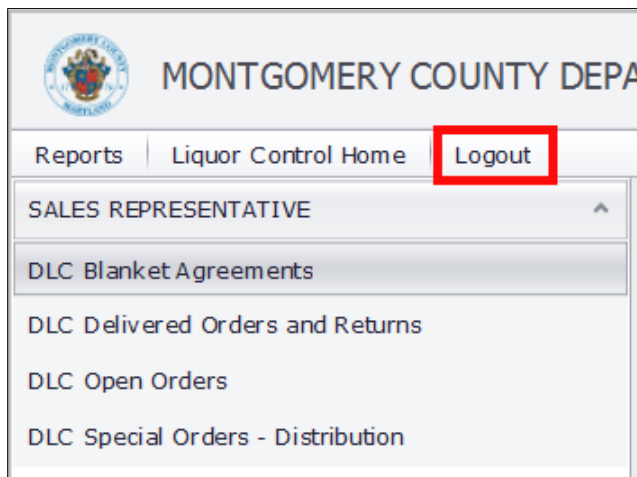 MONTGOMERY COUNTY DEPA
Reports Liquor Control Home Logout
SALES REPRESENTATIVE
DLC Blanket Agreements
DLC Delivered Orders and Returns
DLC Open Orders
DLC Special Orders - Distribution